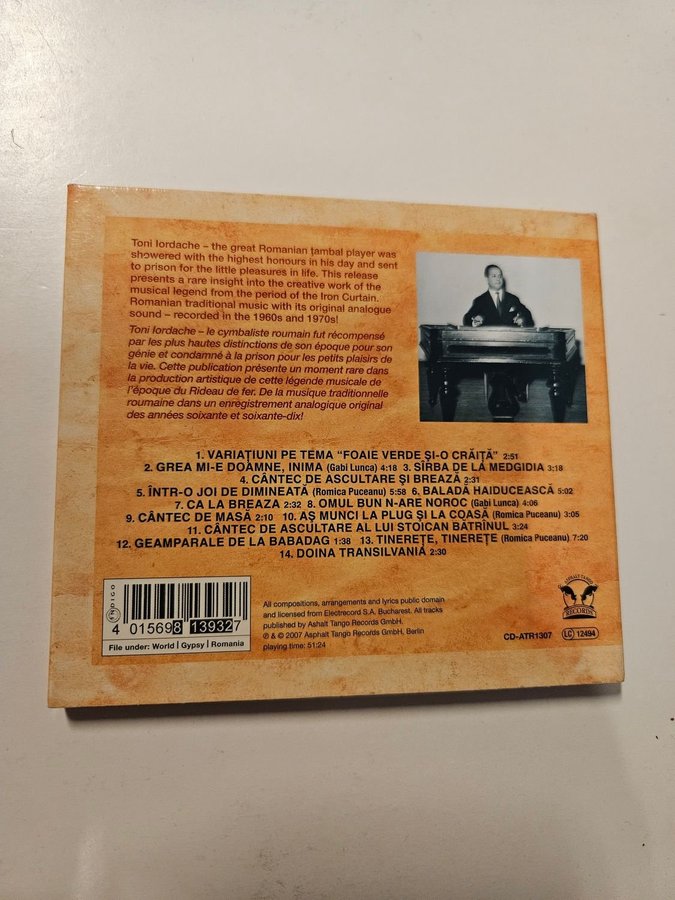 Toni Iordache – the great Romanian ţambal player was
showered with the highest honours in his day and sent
to prison for the little pleasures in life. This release
presents a rare insight into the creative work of the
musical legend from the period of the Iron Curtain.
Romanian traditional music with its original analogue
sound – recorded in the 1960s and 1970s!
Toni Iordache – le cymbaliste roumain fut récompensé
par les plus hautes distinctions de son époque pour son
génie et condamné à la prison pour les petits plaisirs de
la vie. Cette publication présente un moment rare dans
la production artistique de cette légende musicale de
l'époque du Rideau de fer. De la musique traditionnelle
roumaine dans un enregistrement analogique original
des années soixante et soixante-dix!
1. VARIAŢIUNI PE TEMA "FOAIE VERDE ŞI-O CRĂIŢĂ" 2:51
2. GREA MI-E DOAMNE, INIMA (Gabi Lunca) 4:18 3. SÎRBA DE LA MEDGIDIA 3:18
4. CÂNTEC DE ASCULTARE ŞI BREAZĂ 2:31
5. ÎNTR-O JOI DE DIMINEATĂ (Romica Puceanu) 5:58 6. BALADĂ HAIDUCEASCĂ 5:02
7. CA LA BREAZA 2:32 8. OMUL BUN N-ARE NOROC (Gabi Lunca) 4:06
9. CÂNTEC DE MASĂ 2:10 10. AŞ MUNCI LA PLUG ŞI LA COASĂ (Romica Puceanu) 3:05
11. CÂNTEC DE ASCULTARE AL LUI STOICAN BĂTRÎNUL 3:24
12. GEAMPARALE DE LA BABADAG 1:38 13. TINEREŢE, TINEREŢE (Romica Puceanu) 7:20
14. DOINA TRANSILVANIĂ 2:30
INDIGO
4 015698 139327
File under: World | Gypsy | Romania
All compositions, arrangements and lyrics public domain
and licensed from Electrecord S.A. Bucharest. All tracks
published by Ashalt Tango Records GmbH.
℗ & © 2007 Asphalt Tango Records GmbH, Berlin
playing time: 51:24
ASPHALT TANGO
RECORDS
CD-ATR1307
LC 12494